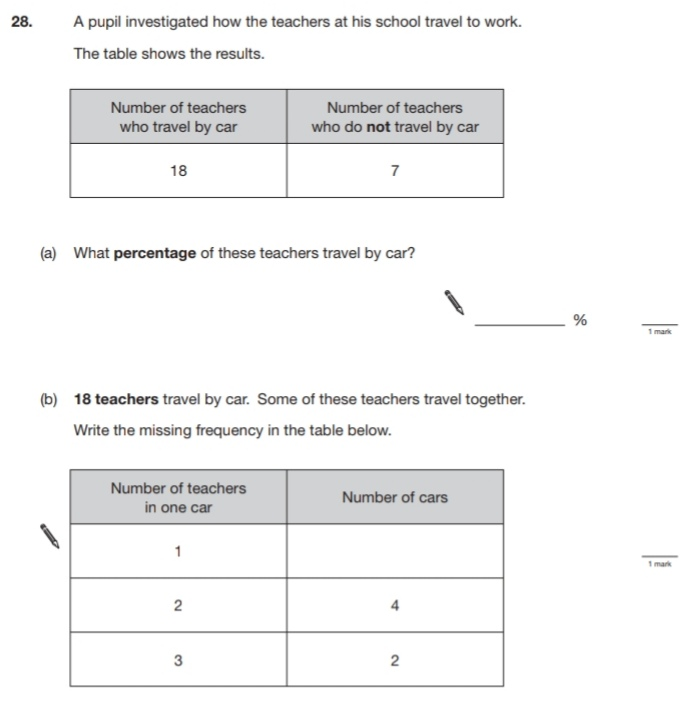 28. A pupil investigated how the teachers at his school travel to work.
The table shows the results.
Number of teachers who travel by car | Number of teachers who do not travel by car
18 | 7
(a) What percentage of these teachers travel by car?
%
1 mark
(b) 18 teachers travel by car. Some of these teachers travel together.
Write the missing frequency in the table below.
Number of teachers in one car | Number of cars
1
1 mark
2 | 4
3 | 2